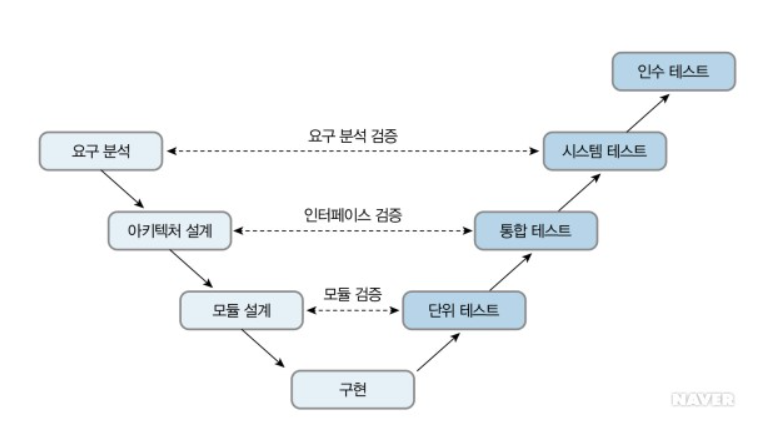 인수 테스트
요구 분석 검증
요구 분석
시스템 테스트
인터페이스 검증
아키텍처 설계
통합 테스트
모듈 검증
모듈 설계
단위 테스트
구현
NAVER